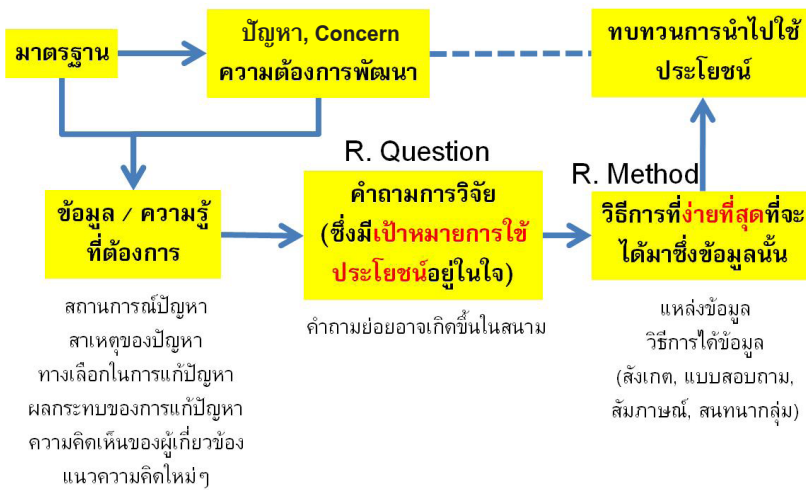 มาตรฐาน
ปัญหา, Concern
ความต้องการพัฒนา
ทบทวนการนำไปใช้
ประโยชน์
R. Question
R. Method
ข้อมูล / ความรู้
ที่ต้องการ
คำถามการวิจัย
(ซึ่งมีเป้าหมายการใช้
ประโยชน์อยู่ในใจ)
วิธีการที่ง่ายที่สุดที่จะ
ได้มาซึ่งข้อมูลนั้น
สถานการณ์ปัญหา
สาเหตุของปัญหา
ทางเลือกในการแก้ปัญหา
ผลกระทบของการแก้ปัญหา
ความคิดเห็นของผู้เกี่ยวข้อง
แนวความคิดใหม่ๆ
คำถามย่อยอาจเกิดขึ้นในสนาม
แหล่งข้อมูล
วิธีการได้ข้อมูล
(สังเกต, แบบสอบถาม,
สัมภาษณ์, สนทนากลุ่ม)